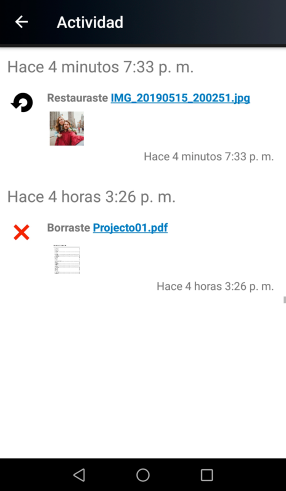 Actividad
Hace 4 minutos 7:33 p. m.
Restauraste IMG_20190515_200251.jpg
Hace 4 minutos 7:33 p. m.
Hace 4 horas 3:26 p. m.
Borraste Projecto01.pdf
Hace 4 horas 3:26 p. m.